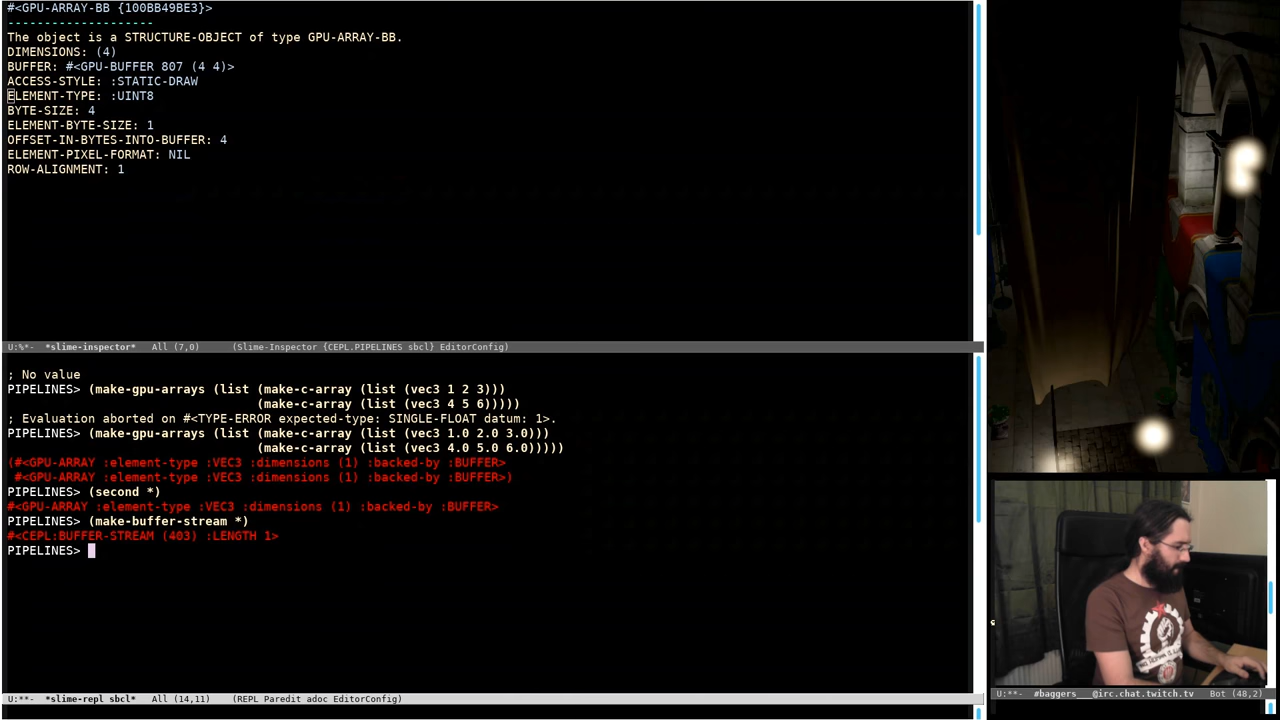 #<GPU-ARRAY-BB {100BB49BE3}>
--------------------
The object is a STRUCTURE-OBJECT of type GPU-ARRAY-BB.
DIMENSIONS: (4)
BUFFER: #<GPU-BUFFER 807 (4 4)>
ACCESS-STYLE: :STATIC-DRAW
ELEMENT-TYPE: :UINT8
BYTE-SIZE: 4
ELEMENT-BYTE-SIZE: 1
OFFSET-IN-BYTES-INTO-BUFFER: 4
ELEMENT-PIXEL-FORMAT: NIL
ROW-ALIGNMENT: 1
U:%*-  *slime-inspector*   All (7,0)     (Slime-Inspector {CEPL.PIPELINES sbcl} EditorConfig)
; No value
PIPELINES> (make-gpu-arrays (list (make-c-array (list (vec3 1 2 3)))
(make-c-array (list (vec3 4 5 6)))))
; Evaluation aborted on #<TYPE-ERROR expected-type: SINGLE-FLOAT datum: 1>.
PIPELINES> (make-gpu-arrays (list (make-c-array (list (vec3 1.0 2.0 3.0)))
(make-c-array (list (vec3 4.0 5.0 6.0)))))
(#<GPU-ARRAY :element-type :VEC3 :dimensions (1) :backed-by :BUFFER>
#<GPU-ARRAY :element-type :VEC3 :dimensions (1) :backed-by :BUFFER>)
PIPELINES> (second *)
#<GPU-ARRAY :element-type :VEC3 :dimensions (1) :backed-by :BUFFER>
PIPELINES> (make-buffer-stream *)
#<CEPL:BUFFER-STREAM (403) :LENGTH 1>
PIPELINES>
U:**-  *slime-repl sbcl*   All (14,11)    (REPL Paredit adoc EditorConfig)
U:**-  #baggers___@irc.chat.twitch.tv   Bot (48,2)